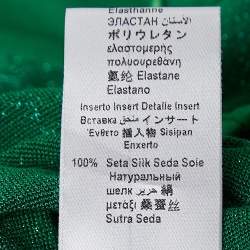 Elasthanne
ЭЛАСТАН الأستان
ポリウレタン
ελαστομερής
πολυουρεθάνη
氨纶 Elastane
Elastano
Inserto Insert Detalle Insert
Вставка ملحق インサート
Ένθετο 插入物 Sisipan
Enxerto
100% Seta Silk Seda Soie
Натуральный
шелк حرير 絹
μετάξι 桑蚕丝
Sutra Seda